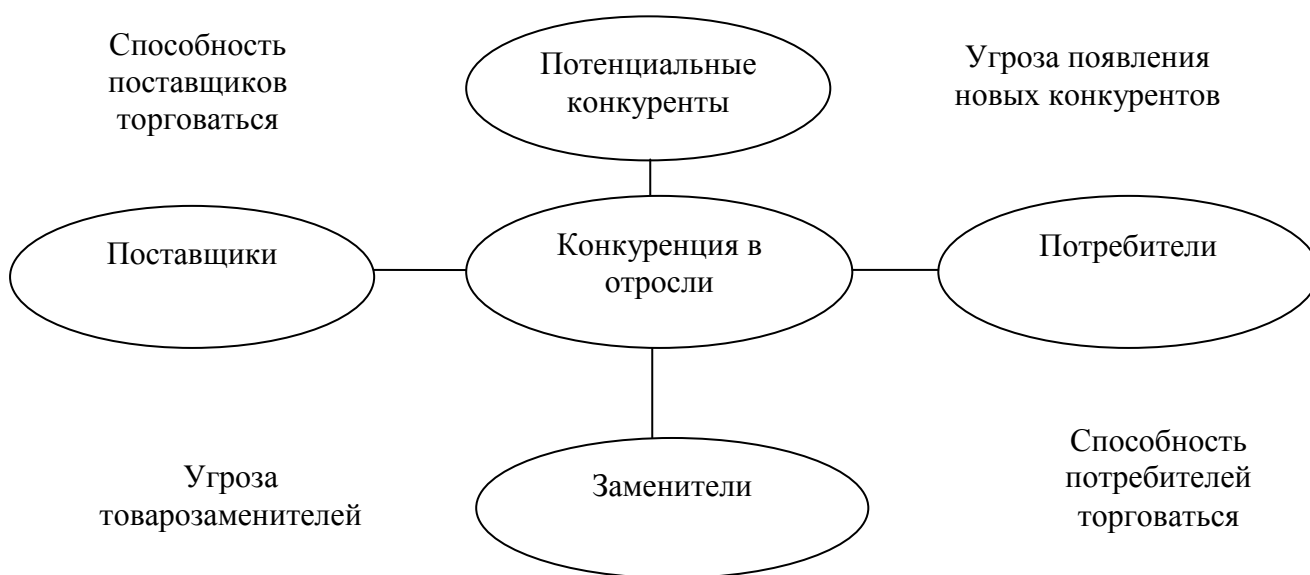 Способность
поставщиков
торговаться
Потенциальные
конкуренты
Угроза появления
новых конкурентов
Поставщики
Конкуренция в
отросли
Потребители
Угроза
товарозаменителей
Заменители
Способность
потребителей
торговаться